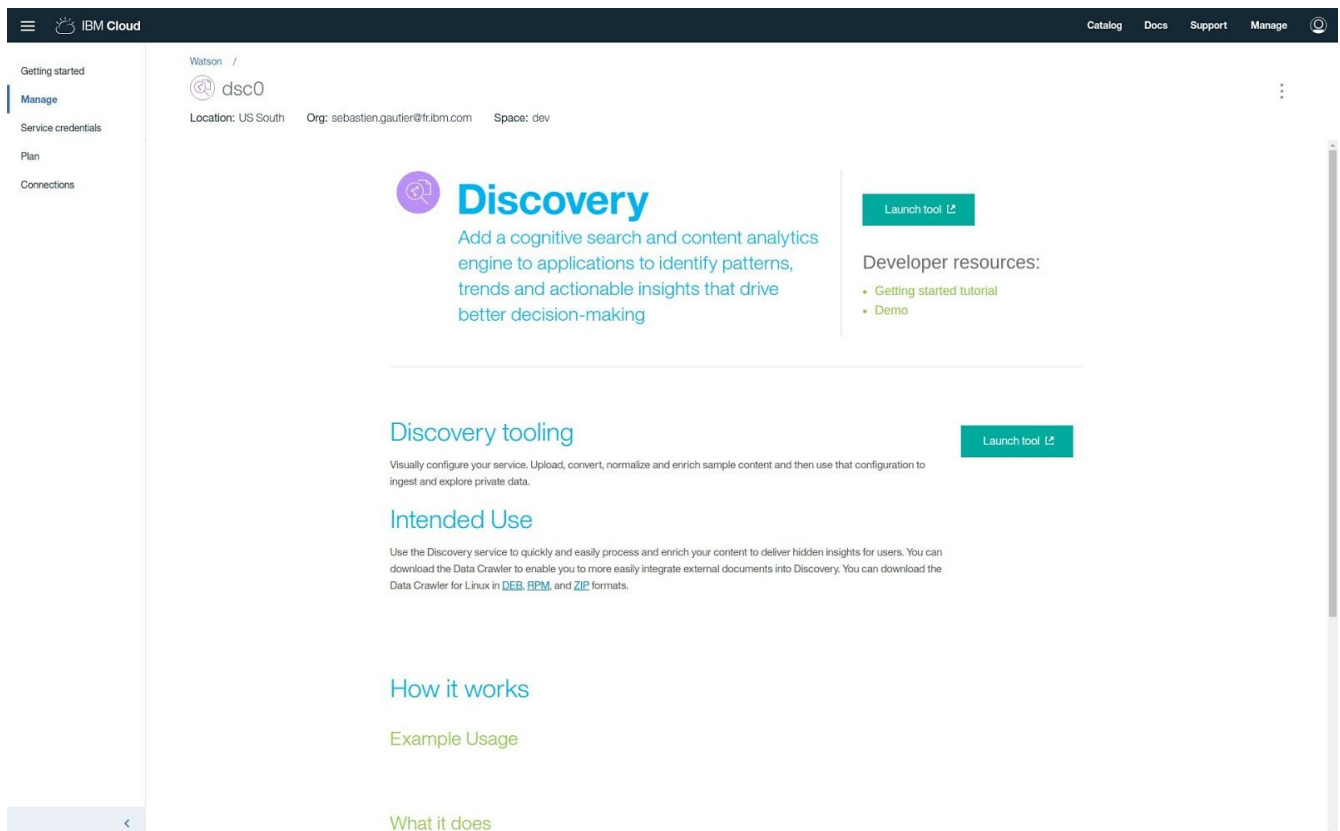 IBM Cloud
Catalog Docs Support Manage
Getting started
Manage
Service credentials
Plan
Connections
Watson /
dsc0
Location: US South Org: sebastien.gautier@fr.ibm.com Space: dev
Discovery
Add a cognitive search and content analytics
engine to applications to identify patterns,
trends and actionable insights that drive
better decision-making
Launch tool
Developer resources:
• Getting started tutorial
• Demo
Discovery tooling
Launch tool
Visually configure your service. Upload, convert, normalize and enrich sample content and then use that configuration to
ingest and explore private data.
Intended Use
Use the Discovery service to quickly and easily process and enrich your content to deliver hidden insights for users. You can
download the Data Crawler to enable you to more easily integrate external documents into Discovery. You can download the
Data Crawler for Linux in DEB, RPM, and ZIP formats.
How it works
Example Usage
What it does